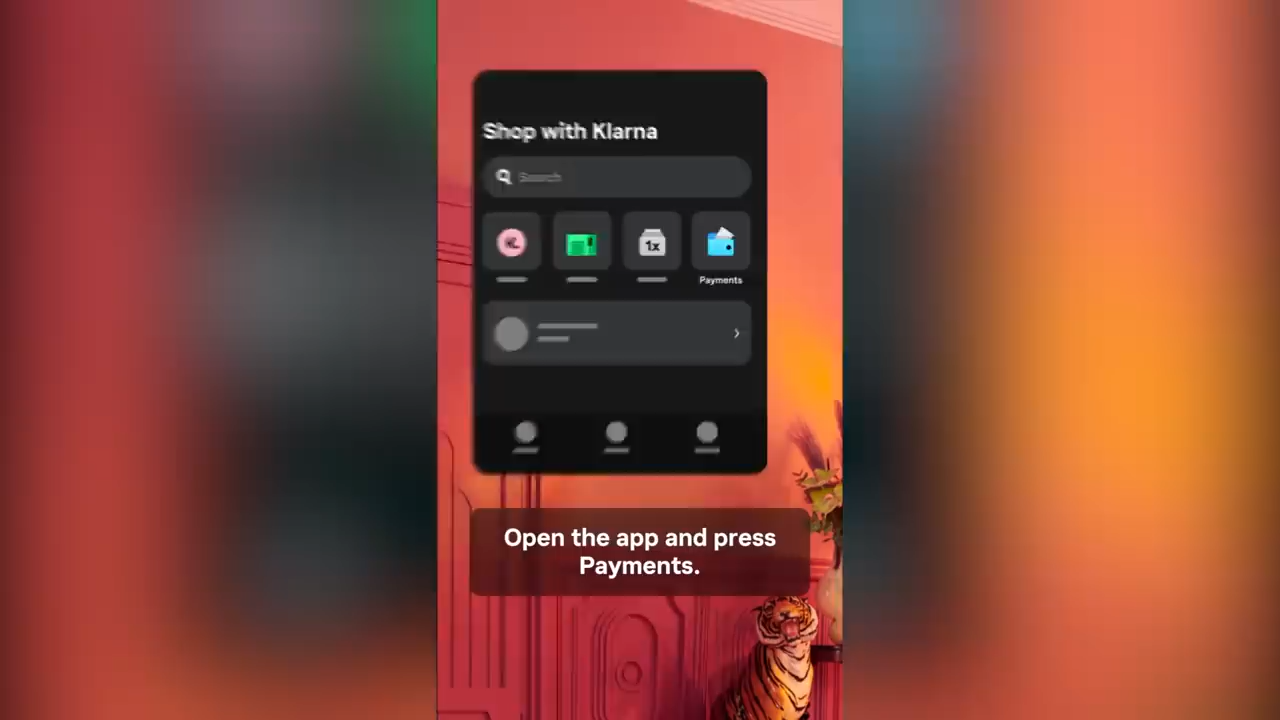 Shop with Klarna
Search
K.
1x
Payments
Open the app and press
Payments.